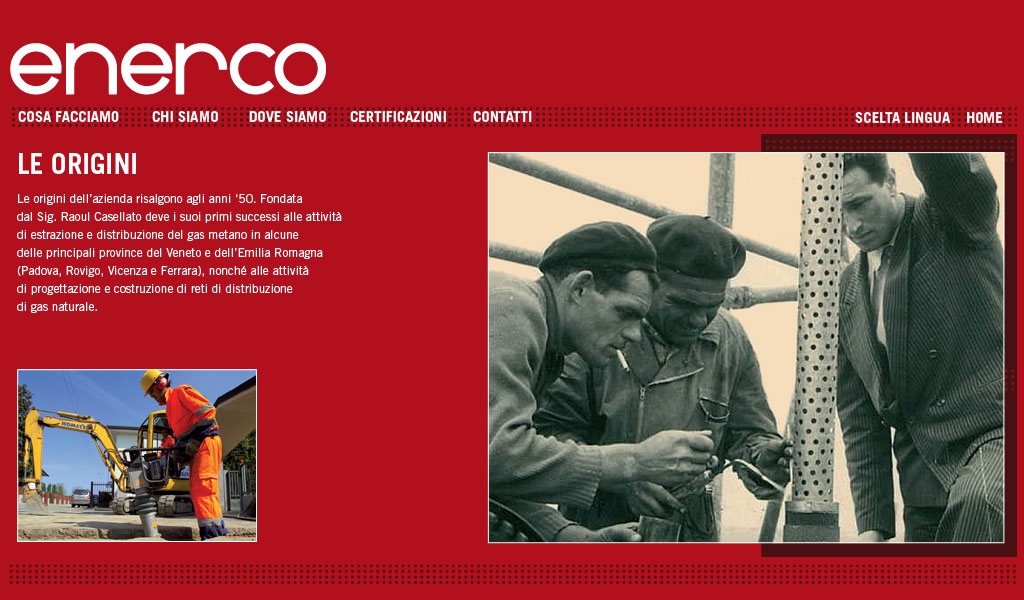 enerco
COSA FACCIAMO CHI SIAMO DOVE SIAMO CERTIFICAZIONI CONTATTI SCELTA LINGUA HOME
LE ORIGINI
Le origini dell'azienda risalgono agli anni '50. Fondata
dal Sig. Raoul Casellato deve i suoi primi successi alle attività
di estrazione e distribuzione del gas metano in alcune
delle principali province del Veneto e dell'Emilia Romagna
(Padova, Rovigo, Vicenza e Ferrara), nonché alle attività
di progettazione e costruzione di reti di distribuzione
di gas naturale.
KOMATSU